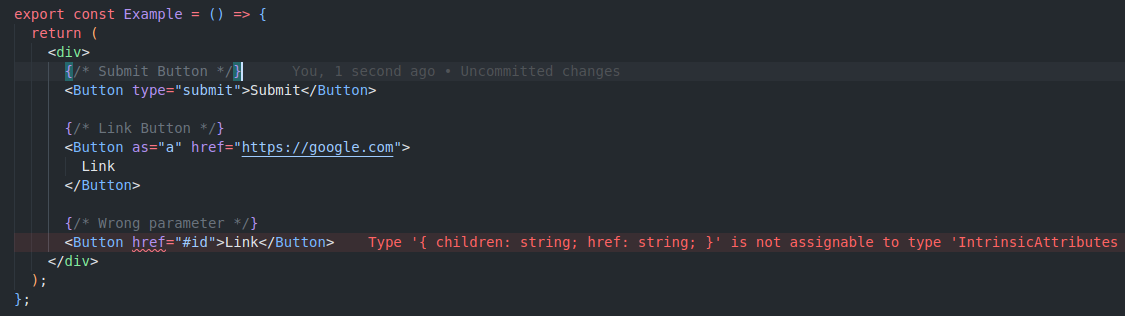 export const Example = () => {
return (
<div>
{/* Submit Button */} You, 1 second ago • Uncommitted changes
<Button type="submit">Submit</Button>
{/* Link Button */}
<Button as="a" href="https://google.com">
Link
</Button>
{/* Wrong parameter */}
<Button href="#id">Link</Button> Type '{ children: string; href: string; }' is not assignable to type 'IntrinsicAttributes
</div>
);
};